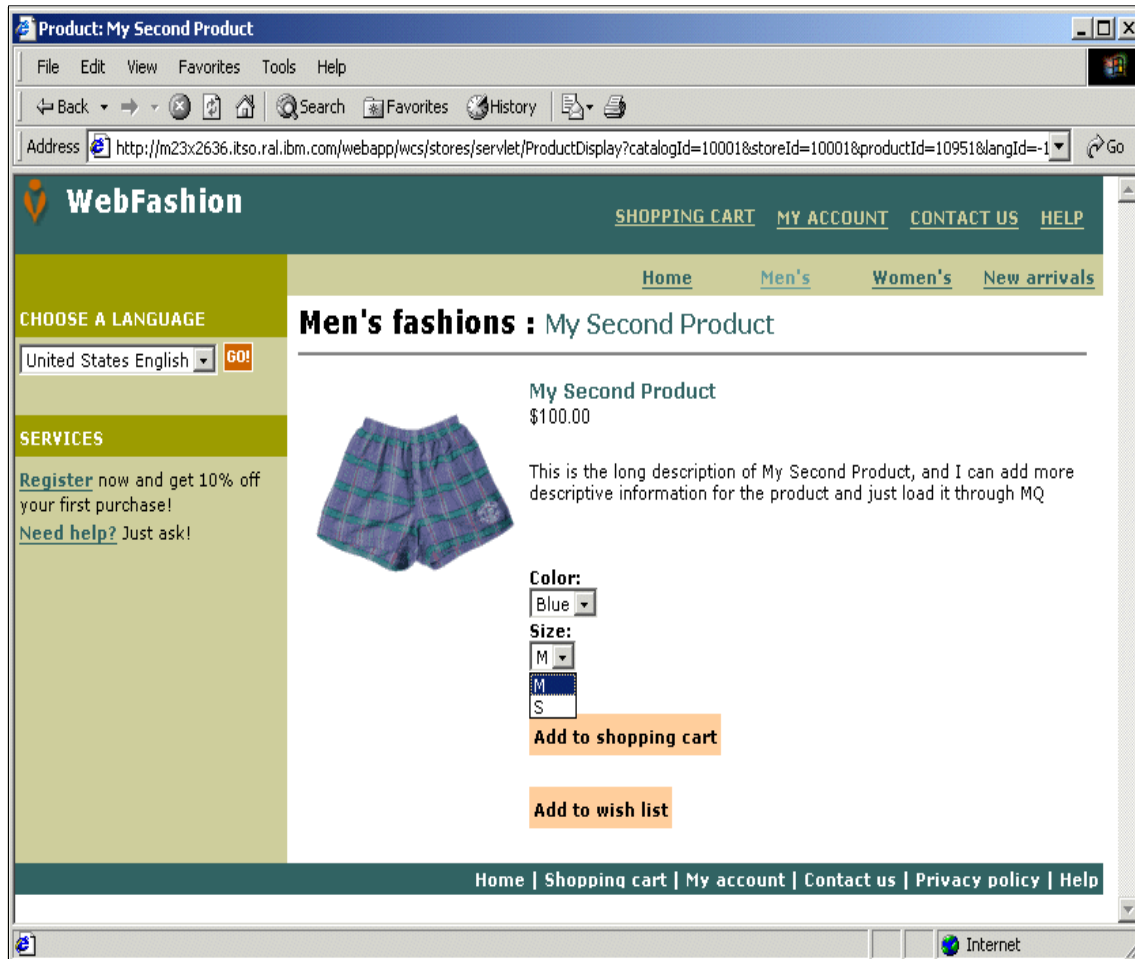 Product: My Second Product
File Edit View Favorites Tools Help
Back Search Favorites History
Address http://m23x2636.itso.ral.ibm.com/webapp/wcs/stores/servlet/ProductDisplay?catalogId=10001&storeId=10001&productId=10951&langId=-1 Go
WebFashion
SHOPPING CART MY ACCOUNT CONTACT US HELP
Home Men's Women's New arrivals
CHOOSE A LANGUAGE
United States English GO!
SERVICES
Register now and get 10% off
your first purchase!
Need help? Just ask!
Men's fashions : My Second Product
My Second Product
$100.00
This is the long description of My Second Product, and I can add more
descriptive information for the product and just load it through MQ
Color:
Blue
Size:
M
M
S
Add to shopping cart
Add to wish list
Home | Shopping cart | My account | Contact us | Privacy policy | Help
Internet